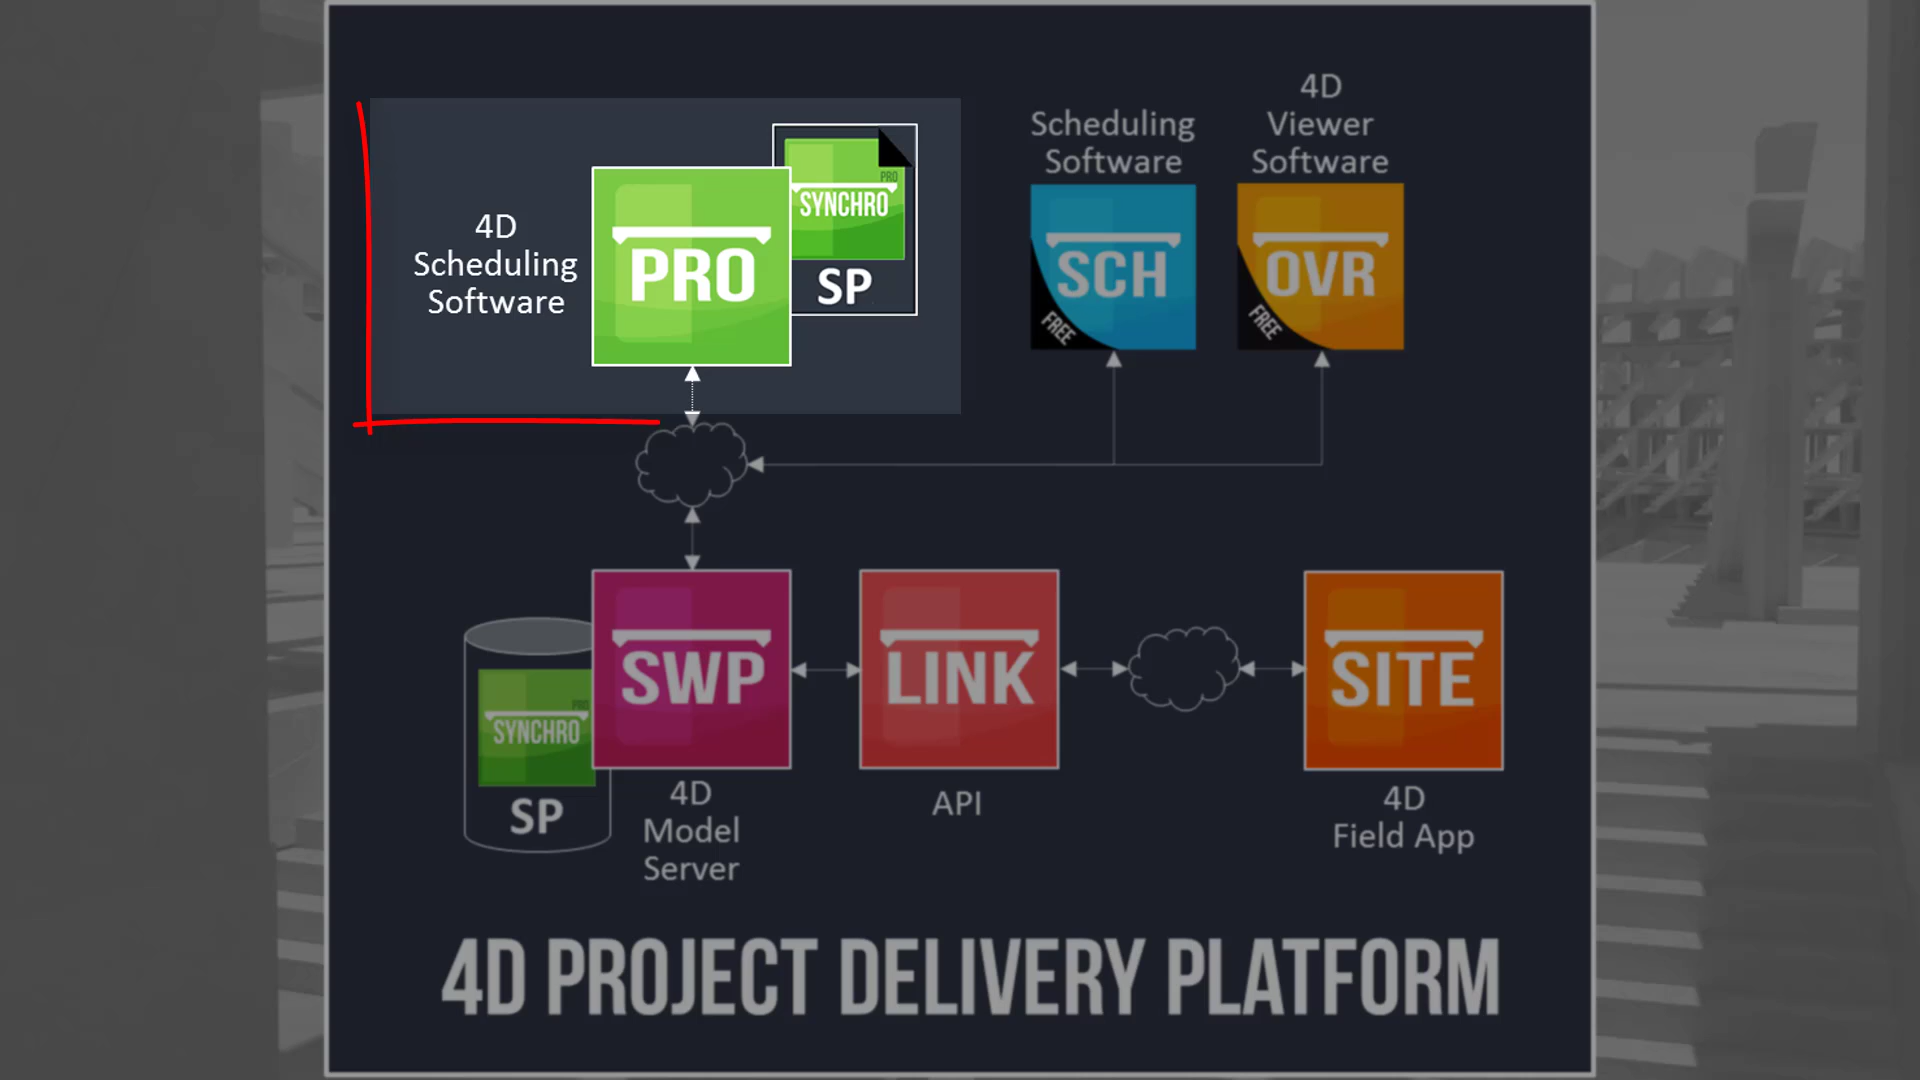 4D
Scheduling
Software
PRO
PRO
SYNCHRO
SP
Scheduling
Software
SCH
FREE
4D
Viewer
Software
OVR
FREE
PRO
SYNCHRO
SP
SWP
4D
Model
Server
LINK
API
SITE
4D
Field App
4D PROJECT DELIVERY PLATFORM